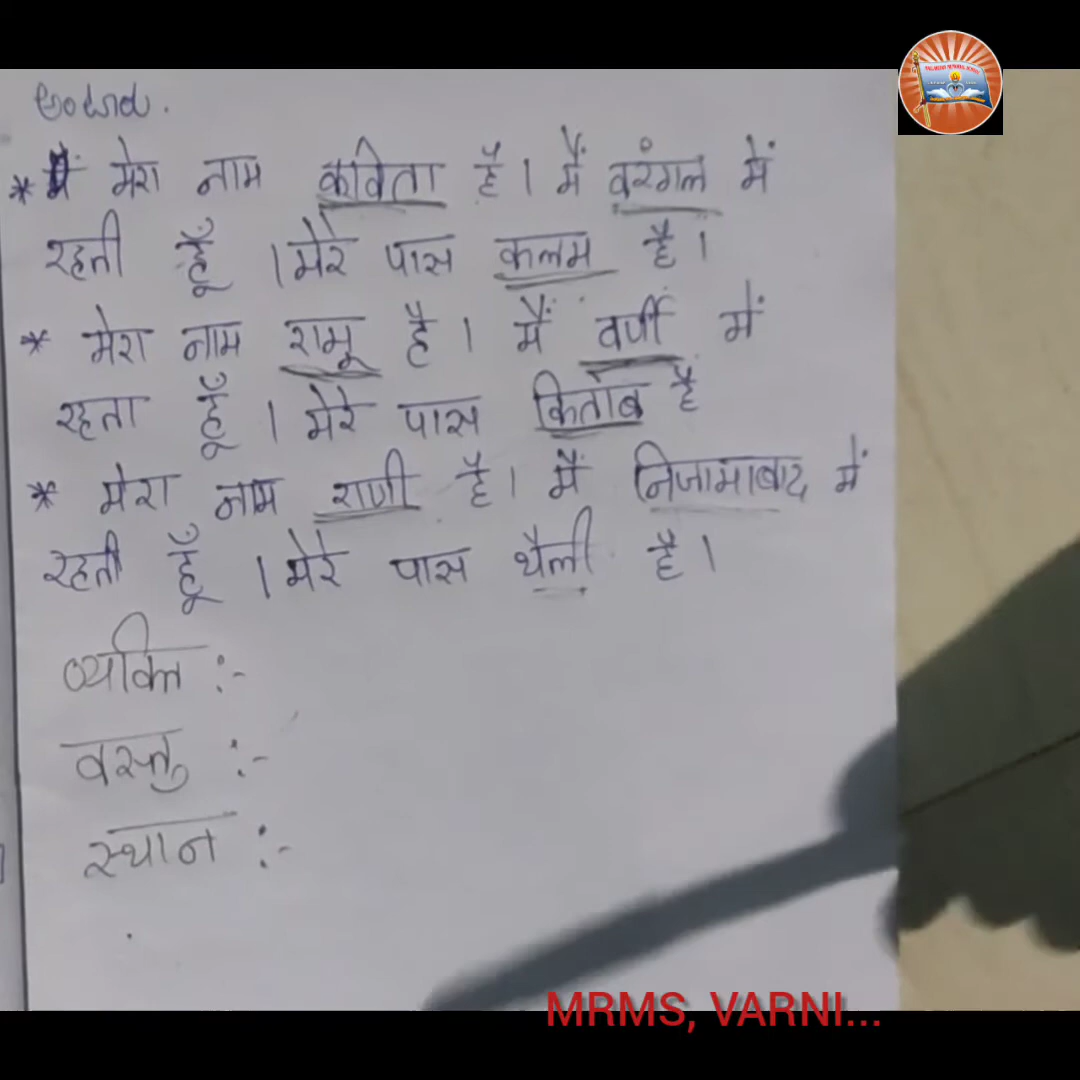 అంటారు.
* मेरा नाम कविता है । मैं वरंगल में
रहती हूँ । मेरे पास कलम है ।
* मेरा नाम रामू है । मैं वर्णी में
रहता हूँ । मेरे पास किताब है
* मेरा नाम राणी है । मैं निजामाबाद में
रहती हूँ । मेरे पास थैली है ।
व्यक्ति :-
वस्तु :-
स्थान :-
MRMS, VARNI...